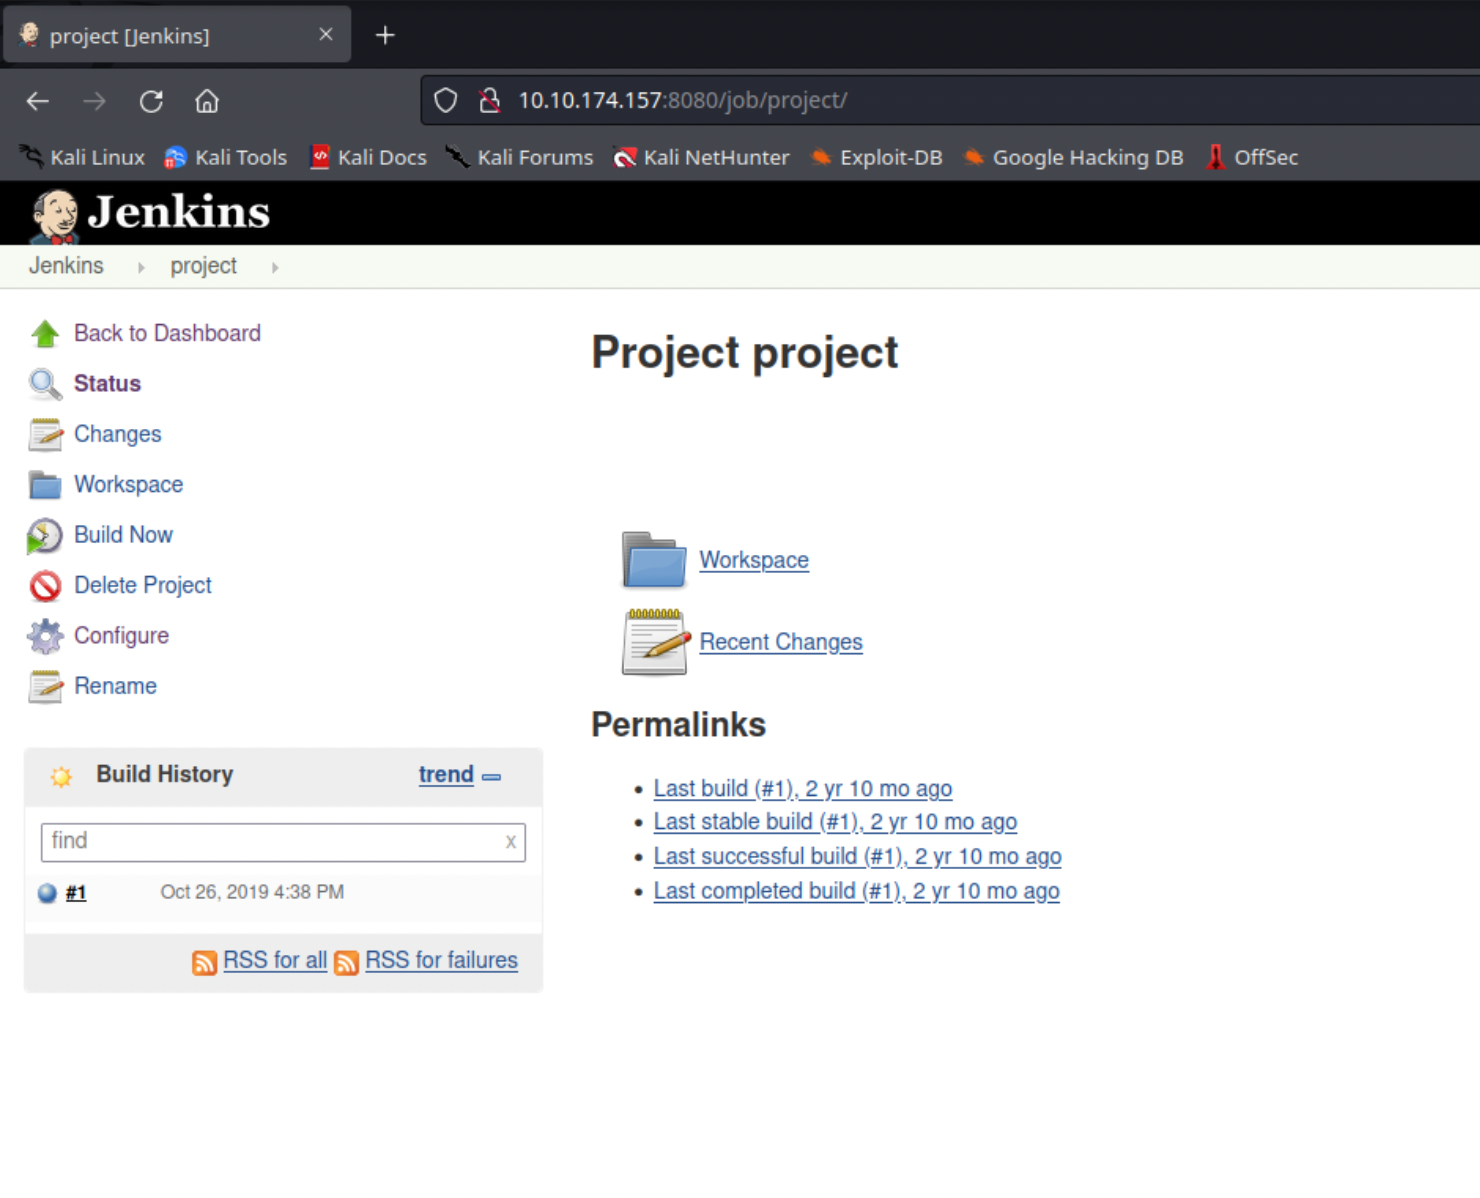 project [Jenkins]
10.10.174.157:8080/job/project/
Kali Linux Kali Tools Kali Docs Kali Forums Kali NetHunter Exploit-DB Google Hacking DB OffSec
Jenkins
Jenkins project
Back to Dashboard
Status
Changes
Workspace
Build Now
Delete Project
Configure
Rename
Build History trend
find x
#1 Oct 26, 2019 4:38 PM
RSS for all RSS for failures
Project project
Workspace
Recent Changes
Permalinks
Last build (#1), 2 yr 10 mo ago
Last stable build (#1), 2 yr 10 mo ago
Last successful build (#1), 2 yr 10 mo ago
Last completed build (#1), 2 yr 10 mo ago